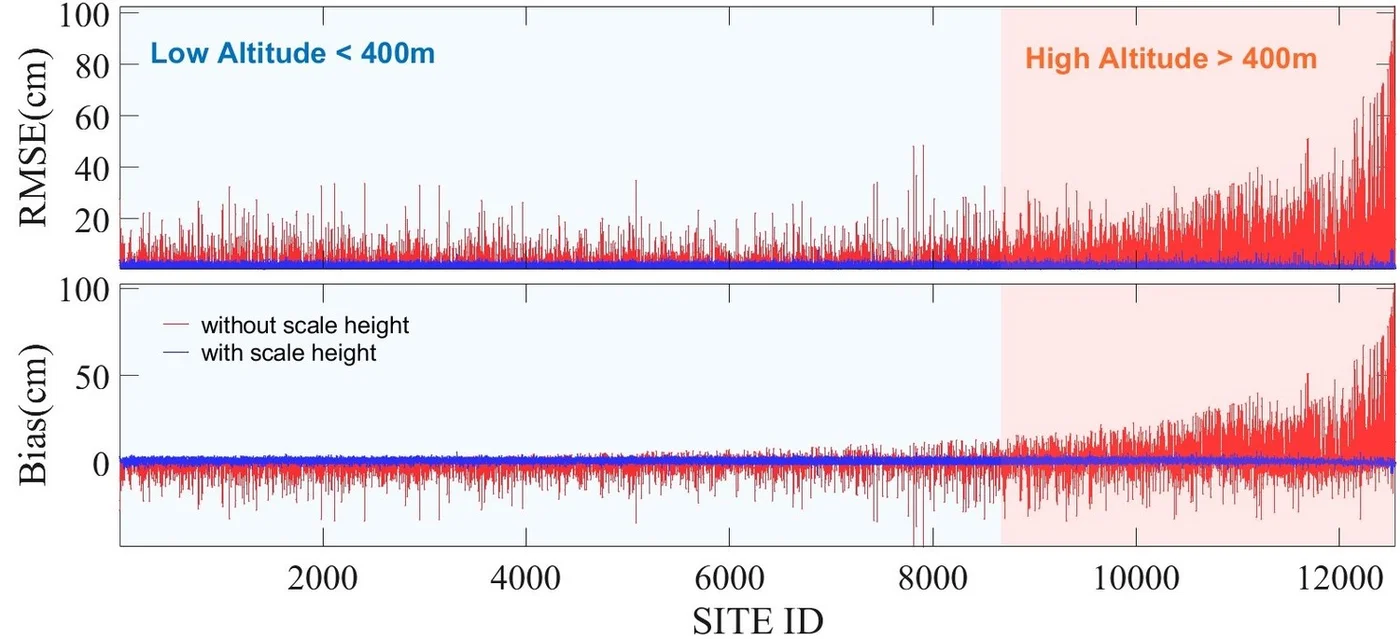 100
80
60
40
20
RMSE(cm)
Low Altitude < 400m
High Altitude > 400m
100
50
0
Bias(cm)
without scale height
with scale height
2000 4000 6000 8000 10000 12000
SITE ID